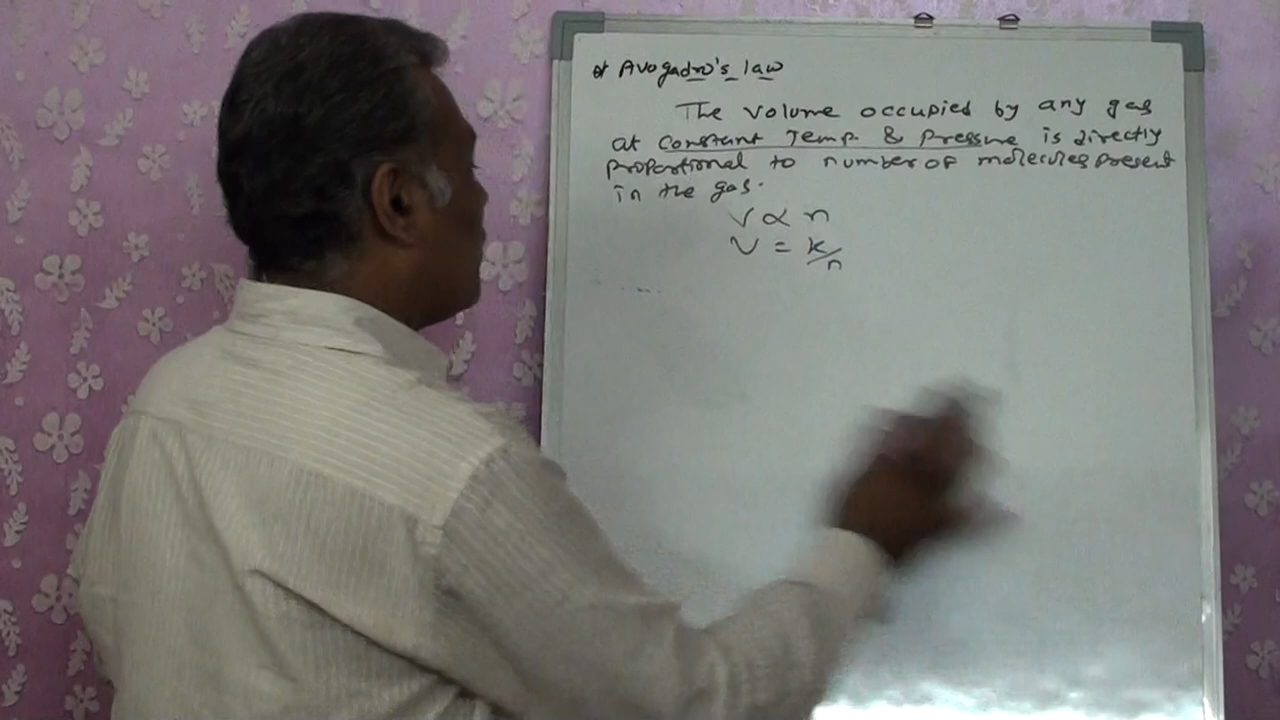 Avogadro's law
The volume occupied by any gas
at constant Temp. & pressure is directly
proportional to number of molecules present
in the gas.
V ∝ n
V = k/n